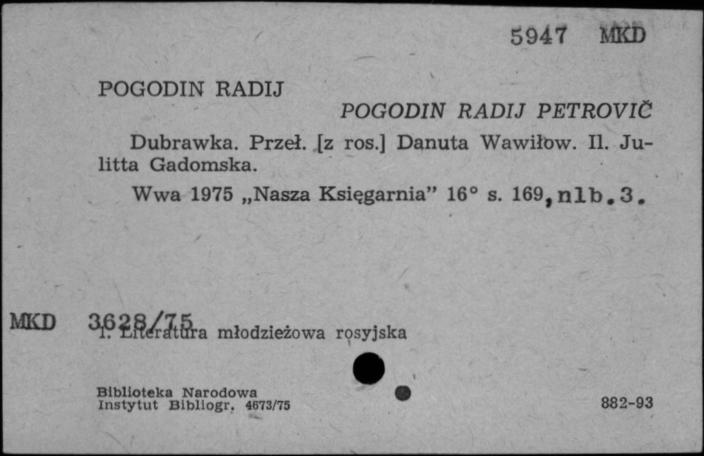 5947 MKD
POGODIN RADIJ
POGODIN RADIJ PETROVIČ
Dubrawka. Przeł. [z ros.] Danuta Wawiłow. Il. Ju-
litta Gadomska.
Wwa 1975 „Nasza Księgarnia” 16° s. 169, nlb.3.
MKD 3628/75
1. Literatura młodzieżowa rosyjska
Biblioteka Narodowa
Instytut Bibliogr. 4673/75
882-93